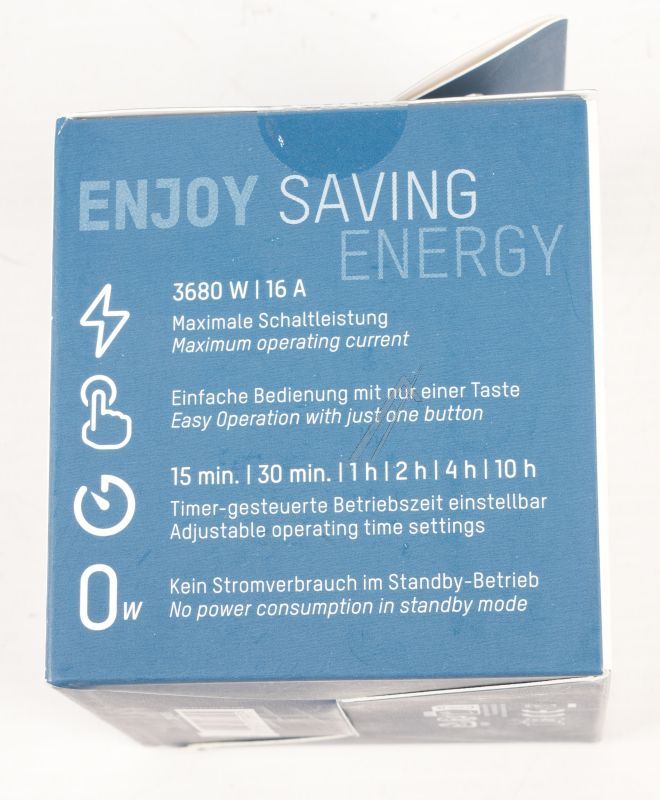 ENJOY SAVING
ENERGY
3680 W | 16 A
Maximale Schaltleistung
Maximum operating current
Einfache Bedienung mit nur einer Taste
Easy Operation with just one button
15 min. | 30 min. | 1 h | 2 h | 4 h | 10 h
Timer-gesteuerte Betriebszeit einstellbar
Adjustable operating time settings
0w
Kein Stromverbrauch im Standby-Betrieb
No power consumption in standby mode